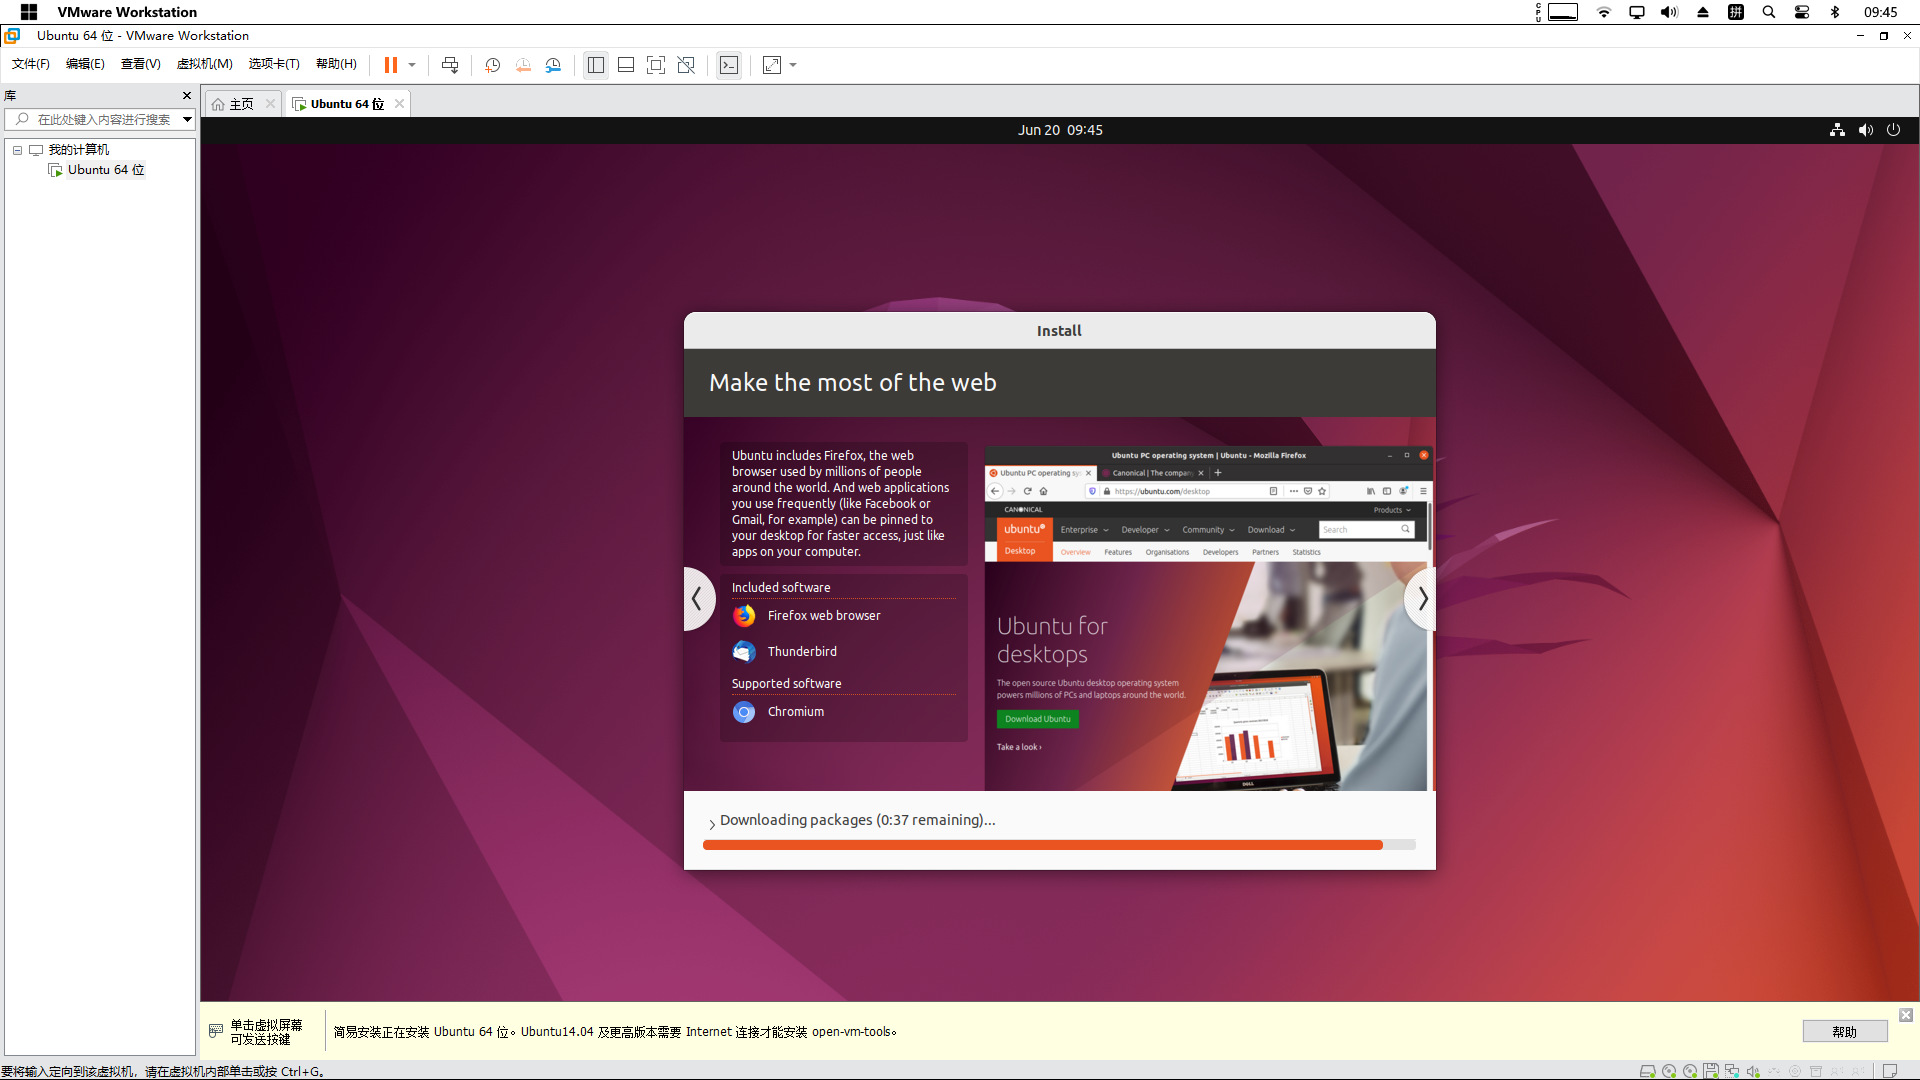 VMware Workstation
CPU
拼
09:45
Ubuntu 64 位 - VMware Workstation
文件(F) 编辑(E) 查看(V) 虚拟机(M) 选项卡(T) 帮助(H)
库
在此处键入内容进行搜索
我的计算机
Ubuntu 64 位
主页
Ubuntu 64 位
Jun 20 09:45
Install
Make the most of the web
Ubuntu includes Firefox, the web
browser used by millions of people
around the world. And web applications
you use frequently (like Facebook or
Gmail, for example) can be pinned to
your desktop for faster access, just like
apps on your computer.
Included software
Firefox web browser
Thunderbird
Supported software
Chromium
Ubuntu PC operating system | Ubuntu - Mozilla Firefox
Ubuntu PC operating sys
Canonical | The company
https://ubuntu.com/desktop
CANONICAL
Products
ubuntu
Enterprise Developer Community Download
Search
Desktop
Overview Features Organisations Developers Partners Statistics
Ubuntu for
desktops
The open source Ubuntu desktop operating system
powers millions of PCs and laptops around the world.
Download Ubuntu
Take a look ›
DELL
Downloading packages (0:37 remaining)...
单击虚拟屏幕
可发送按键
简易安装正在安装 Ubuntu 64 位。Ubuntu14.04 及更高版本需要 Internet 连接才能安装 open-vm-tools。
帮助
要将输入定向到该虚拟机，请在虚拟机内部单击或按 Ctrl+G。